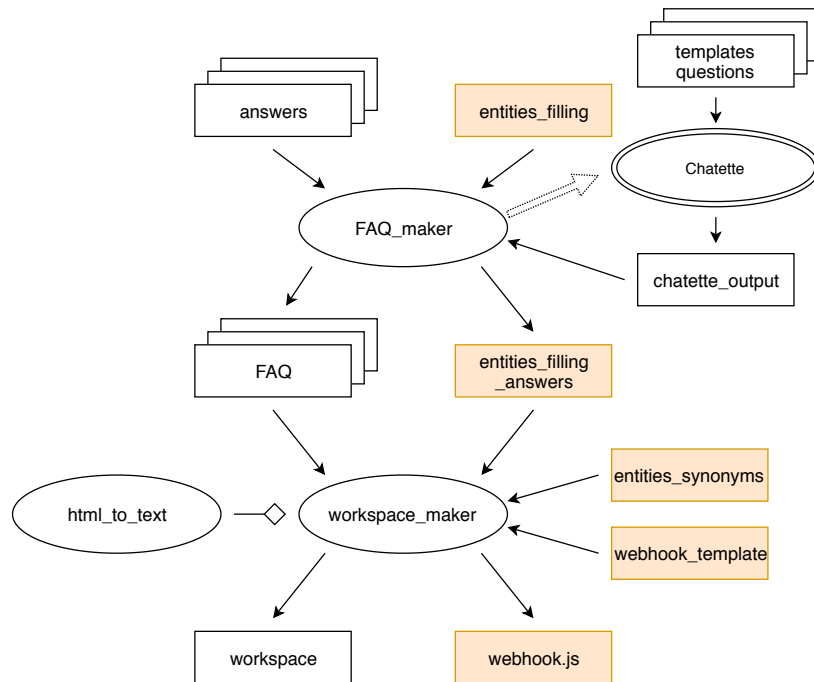 templates
questions
answers
entities_filling
Chatette
FAQ_maker
chatette_output
FAQ
entities_filling
_answers
entities_synonyms
html_to_text
workspace_maker
webhook_template
workspace
webhook.js